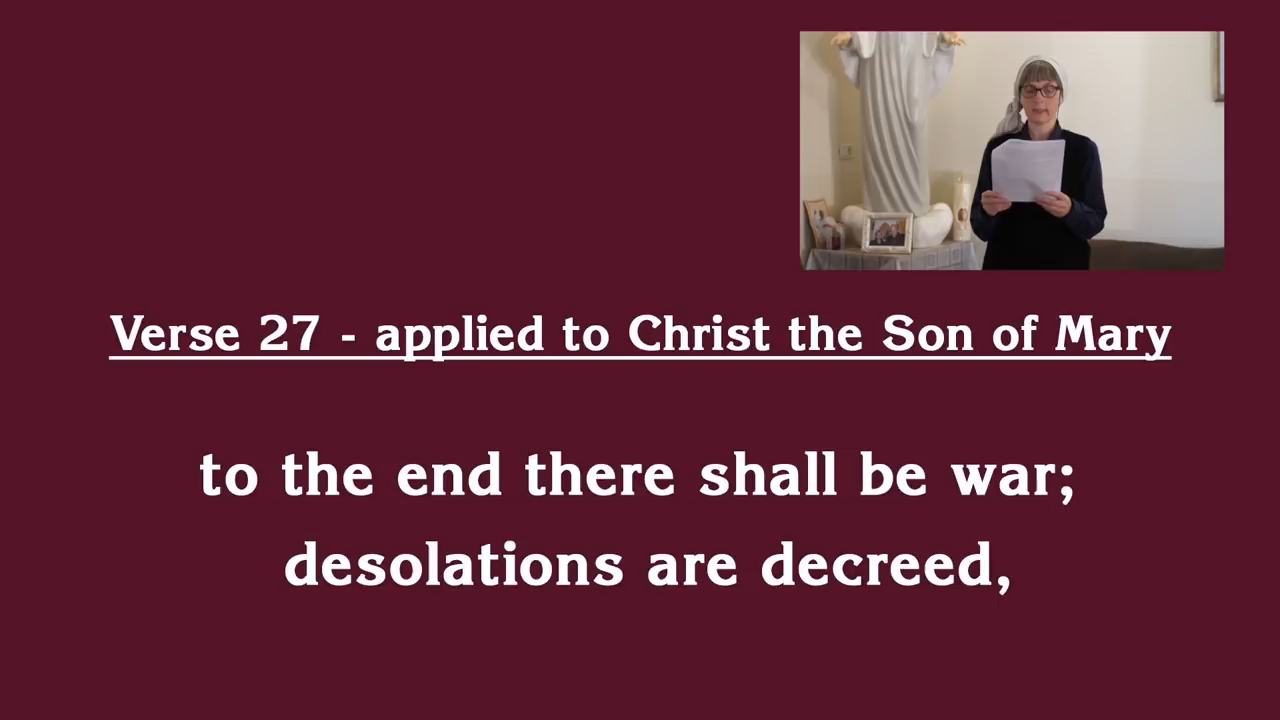 Verse 27 - applied to Christ the Son of Mary
to the end there shall be war;
desolations are decreed,